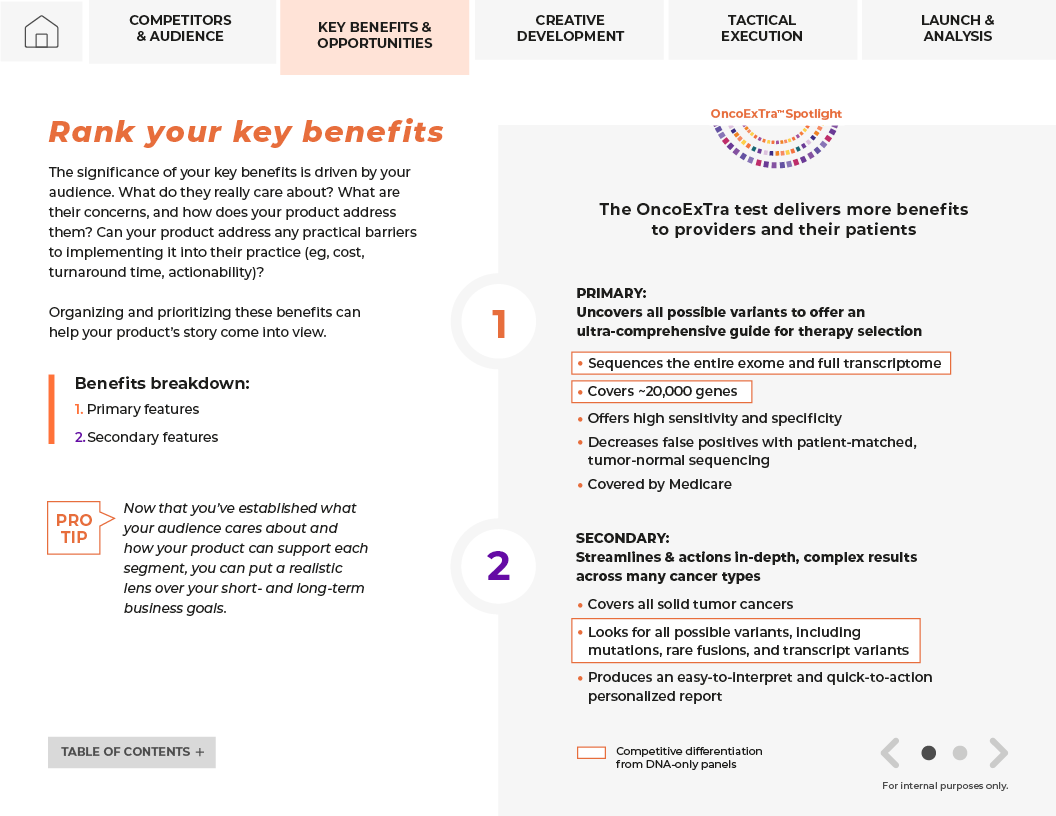 COMPETITORS
& AUDIENCE
KEY BENEFITS &
OPPORTUNITIES
CREATIVE
DEVELOPMENT
TACTICAL
EXECUTION
LAUNCH &
ANALYSIS
Rank your key benefits
The significance of your key benefits is driven by your
audience. What do they really care about? What are
their concerns, and how does your product address
them? Can your product address any practical barriers
to implementing it into their practice (eg, cost,
turnaround time, actionability)?
Organizing and prioritizing these benefits can
help your product's story come into view.
Benefits breakdown:
1. Primary features
2. Secondary features
PRO
TIP
Now that you've established what
your audience cares about and
how your product can support each
segment, you can put a realistic
lens over your short- and long-term
business goals.
TABLE OF CONTENTS +
OncoExTra™ Spotlight
The OncoExTra test delivers more benefits
to providers and their patients
1
PRIMARY:
Uncovers all possible variants to offer an
ultra-comprehensive guide for therapy selection
• Sequences the entire exome and full transcriptome
• Covers ~20,000 genes
• Offers high sensitivity and specificity
• Decreases false positives with patient-matched,
tumor-normal sequencing
• Covered by Medicare
2
SECONDARY:
Streamlines & actions in-depth, complex results
across many cancer types
• Covers all solid tumor cancers
• Looks for all possible variants, including
mutations, rare fusions, and transcript variants
• Produces an easy-to-interpret and quick-to-action
personalized report
Competitive differentiation
from DNA-only panels
For internal purposes only.